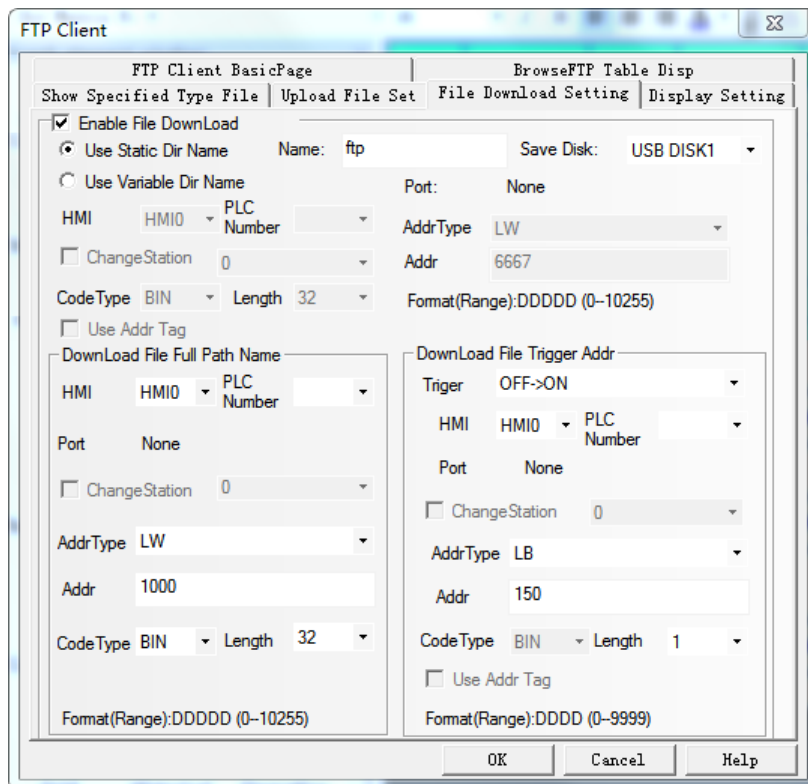 FTP Client
FTP Client BasicPage BrowseFTP Table Disp
Show Specified Type File Upload File Set File Download Setting Display Setting
Enable File DownLoad
Use Static Dir Name Name: ftp Save Disk: USB DISK1
Use Variable Dir Name Port: None
HMI HMI0 PLC Number AddrType LW
ChangeStation 0 Addr 6667
CodeType BIN Length 32 Format(Range):DDDDD (0--10255)
Use Addr Tag
DownLoad File Full Path Name
HMI HMI0 PLC Number
Port None
ChangeStation 0
AddrType LW
Addr 1000
CodeType BIN Length 32
Format(Range):DDDDD (0--10255)
DownLoad File Trigger Addr
Triger OFF->ON
HMI HMI0 PLC Number
Port None
ChangeStation 0
AddrType LB
Addr 150
CodeType BIN Length 1
Use Addr Tag
Format(Range):DDDD (0--9999)
OK Cancel Help